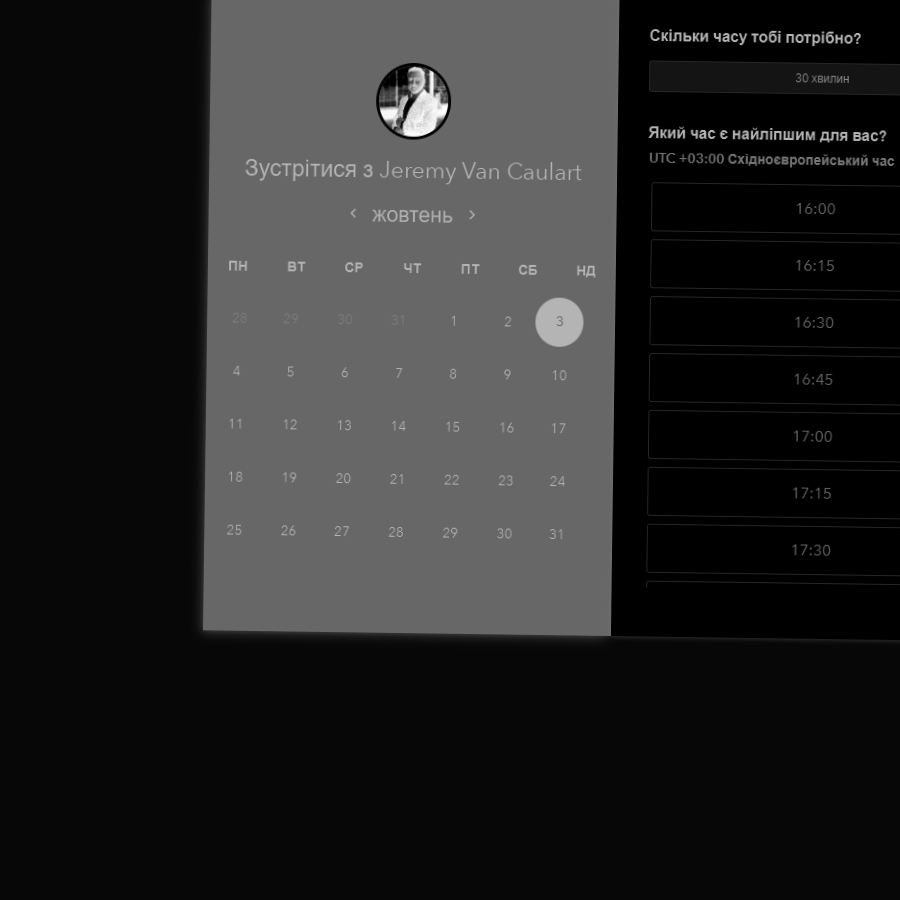 Зустрітися з Jeremy Van Caulart
‹ жовтень ›
ПН ВТ СР ЧТ ПТ СБ НД
28 29 30 31 1 2 3
4 5 6 7 8 9 10
11 12 13 14 15 16 17
18 19 20 21 22 23 24
25 26 27 28 29 30 31
Скільки часу тобі потрібно?
30 хвилин
Який час є найліпшим для вас?
UTC +03:00 Східноєвропейський час
16:00
16:15
16:30
16:45
17:00
17:15
17:30